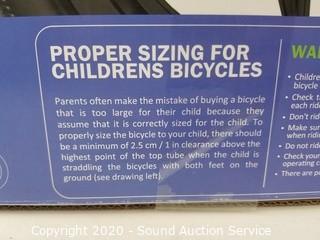 PROPER SIZING FOR
CHILDRENS BICYCLES
Parents often make the mistake of buying a bicycle
that is too large for their child because they
assume that it is correctly sized for the child. To
properly size the bicycle to your child, there should
be a minimum of 2.5 cm / 1 in clearance above the
highest point of the top tube when the child is
straddling the bicycles with both feet on the
ground (see drawing left).
WA
• Childre
bicycle
• Check t
each rid
• Don't rid
• Make sur
when ridi
• Do not ride
• Check your
operating c
• There are po
Copyright 2020 - Sound Auction Service